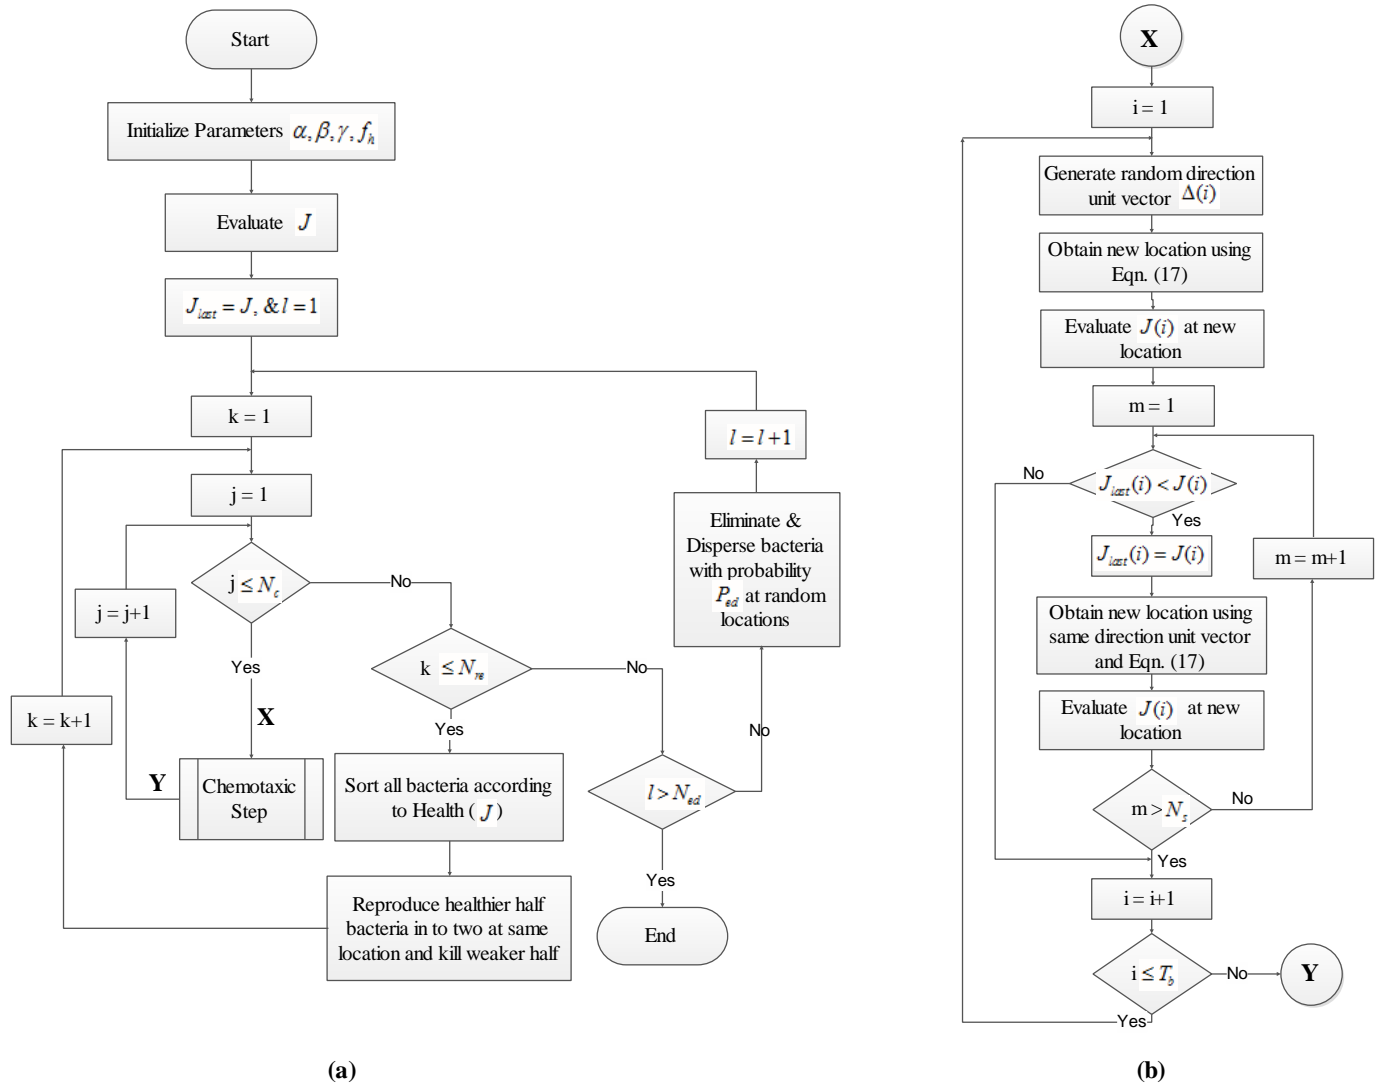 Start
Initialize Parameters α, β, γ, f_h
Evaluate J
J_last = J, & l = 1
k = 1
j = 1
j ≤ N_c
No
Yes
X
j = j+1
k = k+1
Y
Chemotaxic
Step
k ≤ N_re
No
Yes
Sort all bacteria according
to Health ( J )
Reproduce healthier half
bacteria in to two at same
location and kill weaker half
l = l+1
Eliminate &
Disperse bacteria
with probability
P_ed at random
locations
No
l > N_ed
Yes
End
(a)
X
i = 1
Generate random direction
unit vector Δ(i)
Obtain new location using
Eqn. (17)
Evaluate J(i) at new
location
m = 1
No
J_last(i) < J(i)
Yes
J_last(i) = J(i)
m = m+1
Obtain new location using
same direction unit vector
and Eqn. (17)
Evaluate J(i) at new
location
m > N_s
No
Yes
i = i+1
i ≤ T_b
No
Y
Yes
(b)